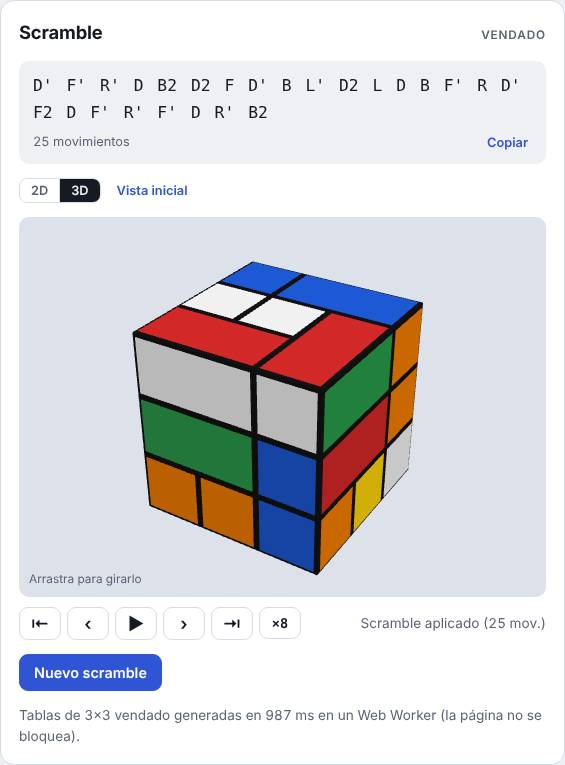 Scramble
VENDADO
D' F' R' D B2 D2 F D' B L' D2 L D B F' R D'
F2 D F' R' F' D R' B2
25 movimientos
Copiar
2D 3D Vista inicial
Arrastra para girarlo
×8
Scramble aplicado (25 mov.)
Nuevo scramble
Tablas de 3×3 vendado generadas en 987 ms en un Web Worker (la página no se
bloquea).